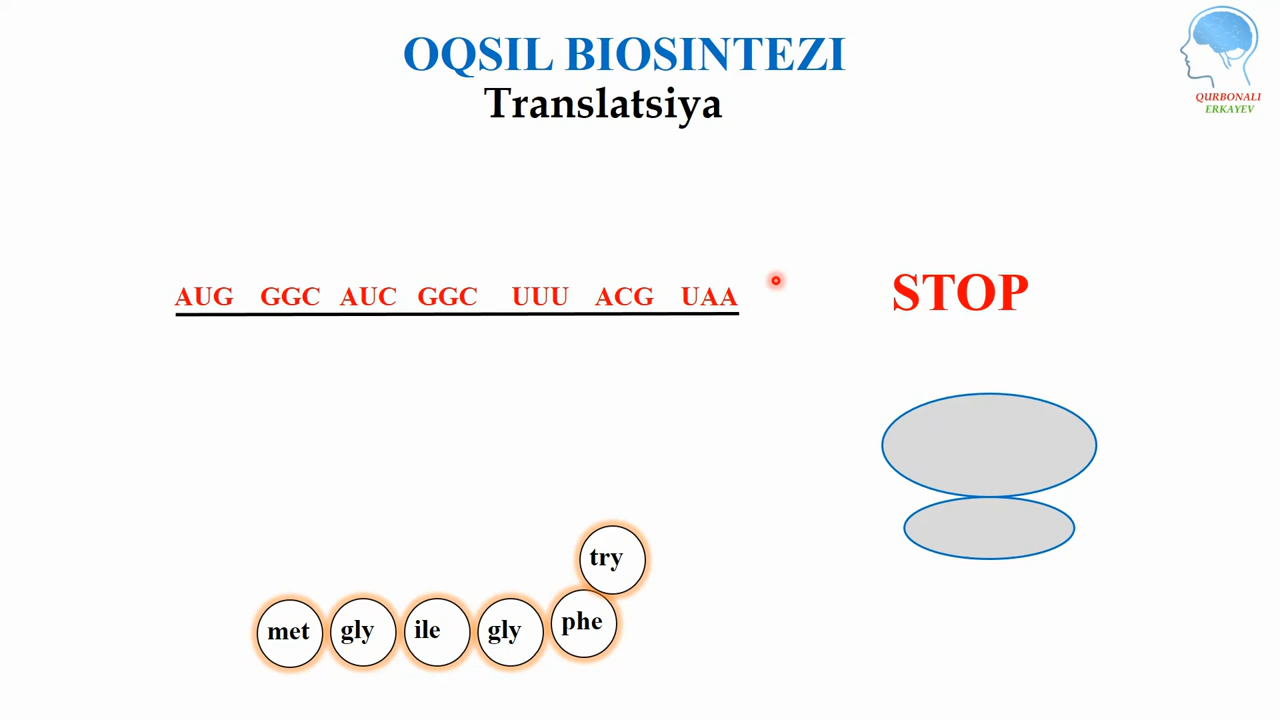 OQSIL BIOSINTEZI
Translatsiya
QURBONALI
ERKAYEV
AUG GGC AUC GGC UUU ACG UAA
STOP
try
met gly ile gly phe